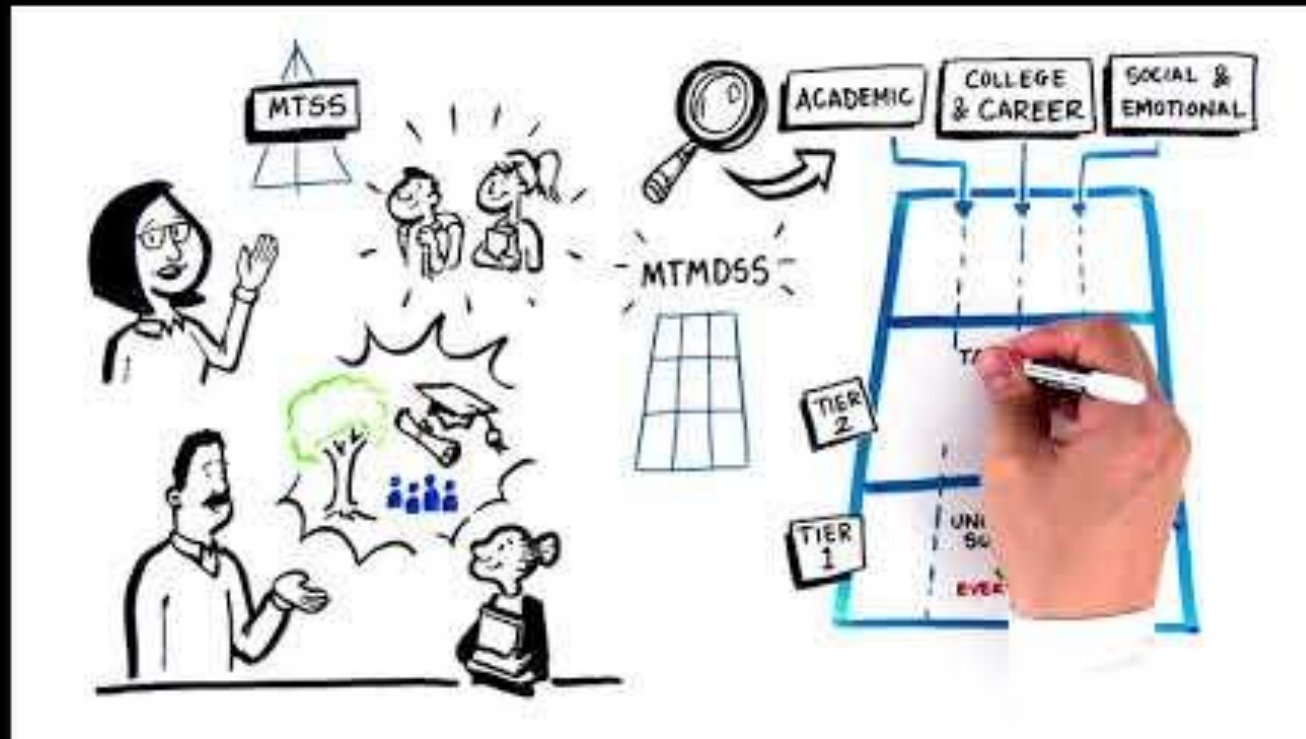 MTSS
ACADEMIC
COLLEGE
& CAREER
SOCIAL &
EMOTIONAL
MTMDSS
TIER
2
TIER
1